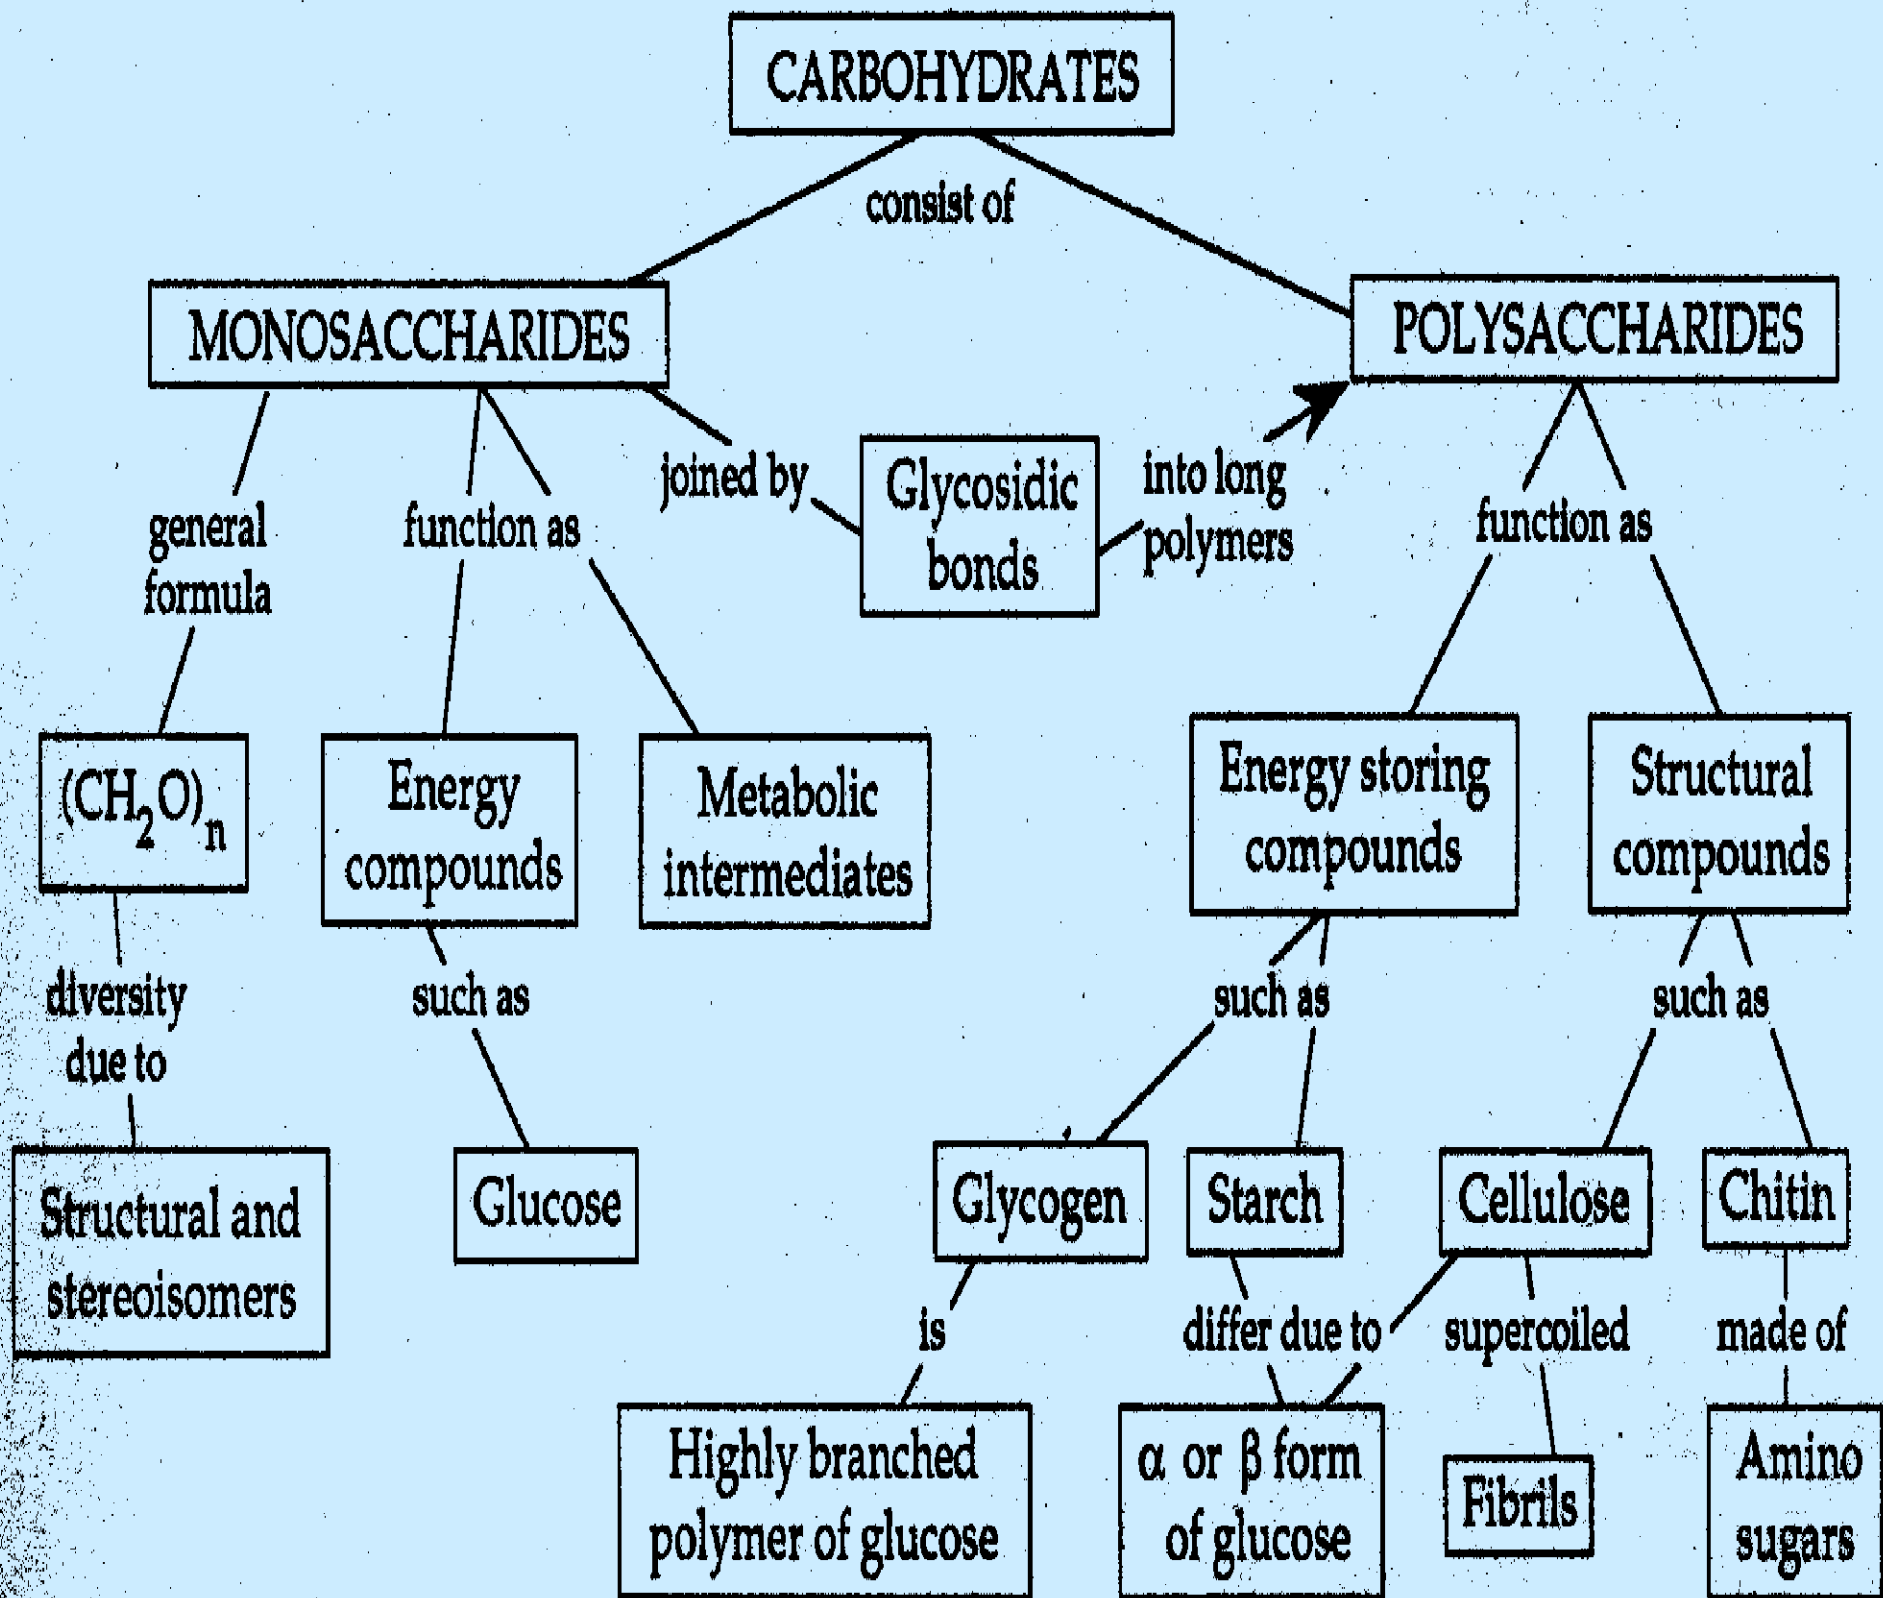 CARBOHYDRATES
consist of
MONOSACCHARIDES
POLYSACCHARIDES
joined by
Glycosidic
bonds
into long
polymers
general
formula
function as
function as
(CH₂O)ₙ
Energy
compounds
Metabolic
intermediates
Energy storing
compounds
Structural
compounds
diversity
due to
such as
such as
such as
Structural and
stereoisomers
Glucose
Glycogen
Starch
Cellulose
Chitin
is
differ due to
supercoiled
made of
Highly branched
polymer of glucose
α or β form
of glucose
Fibrils
Amino
sugars